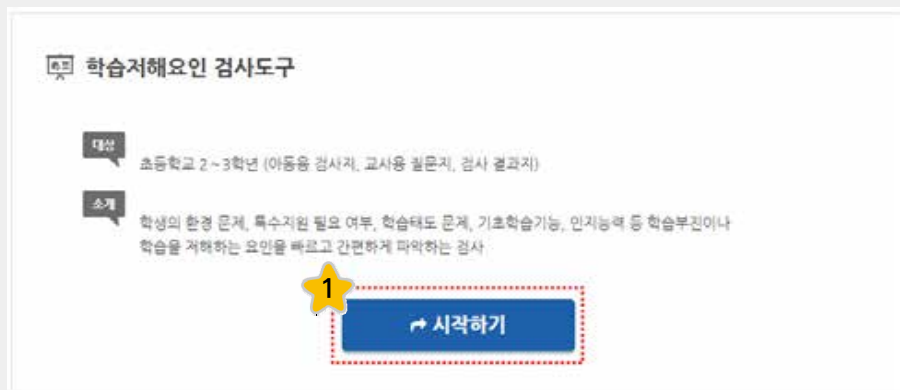 학습저해요인 검사도구
대상
초등학교 2~3학년 (아동용 검사지, 교사용 질문지, 검사 결과지)
소개
학생의 환경 문제, 특수지원 필요 여부, 학습태도 문제, 기초학습기능, 인지능력 등 학습부진이나
학습을 저해하는 요인을 빠르고 간편하게 파악하는 검사
1
시작하기